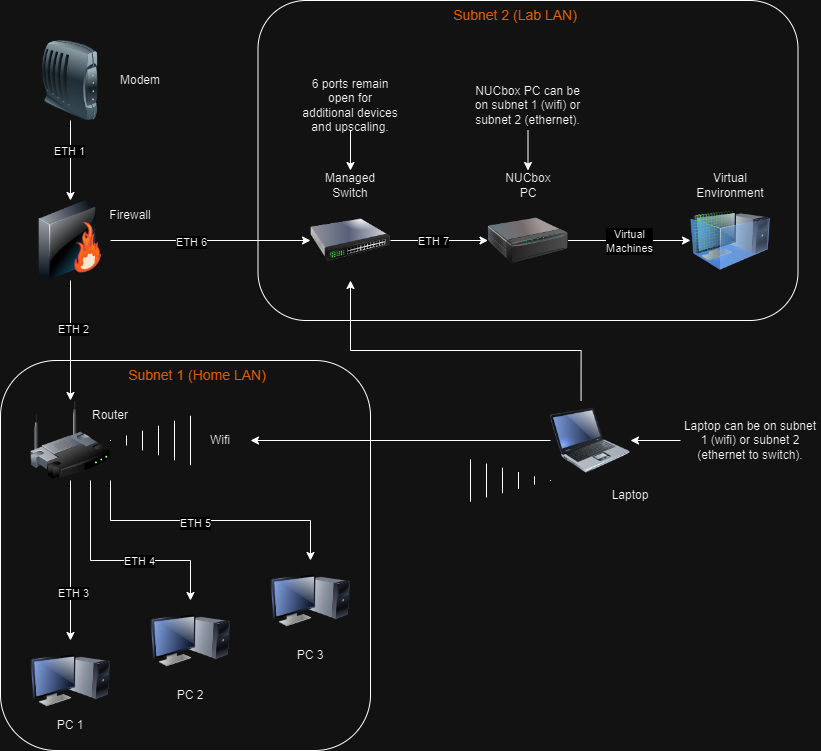 Subnet 2 (Lab LAN)
Modem
6 ports remain
open for
additional devices
and upscaling.
NUCbox PC can be
on subnet 1 (wifi) or
subnet 2 (ethernet).
ETH 1
Managed
Switch
NUCbox
PC
Virtual
Environment
Firewall
ETH 6
ETH 7
Virtual
Machines
ETH 2
Subnet 1 (Home LAN)
Router
Wifi
Laptop can be on subnet
1 (wifi) or subnet 2
(ethernet to switch).
Laptop
ETH 5
ETH 4
ETH 3
PC 3
PC 2
PC 1